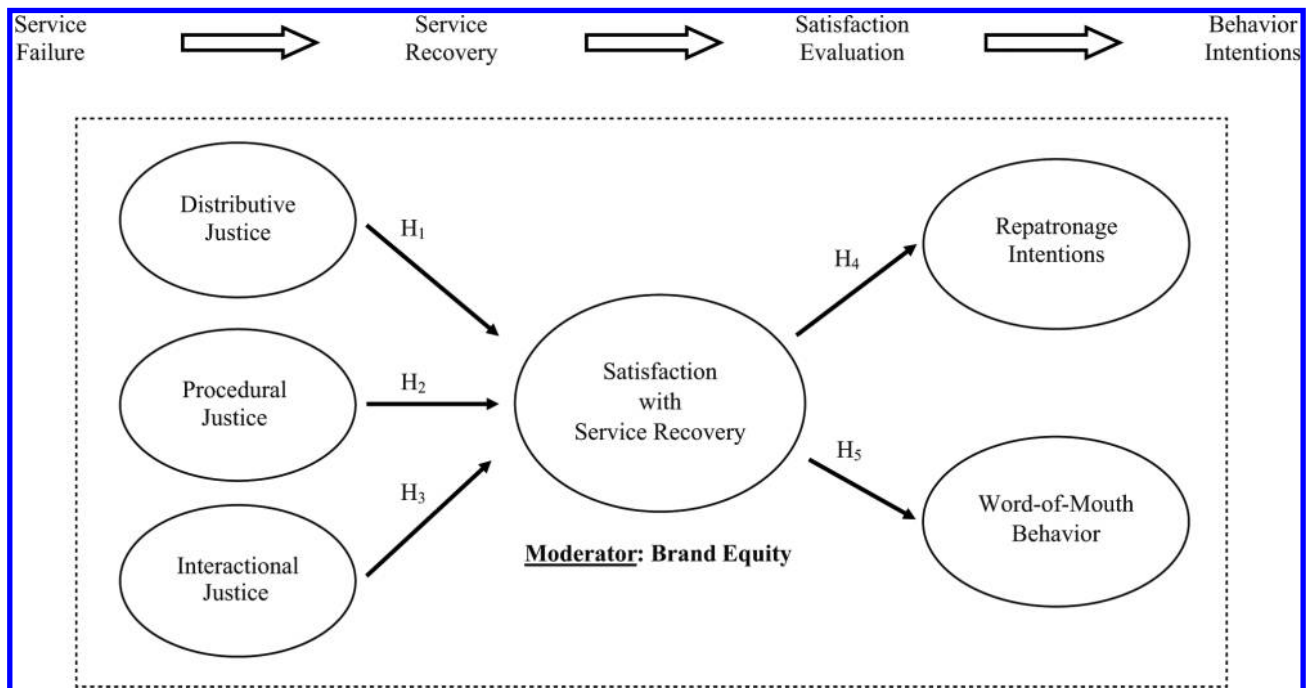 Service
Failure
Service
Recovery
Satisfaction
Evaluation
Behavior
Intentions
Distributive
Justice
H₁
Procedural
Justice
H₂
Interactional
Justice
H₃
Satisfaction
with
Service Recovery
Moderator: Brand Equity
H₄
Repatronage
Intentions
H₅
Word-of-Mouth
Behavior